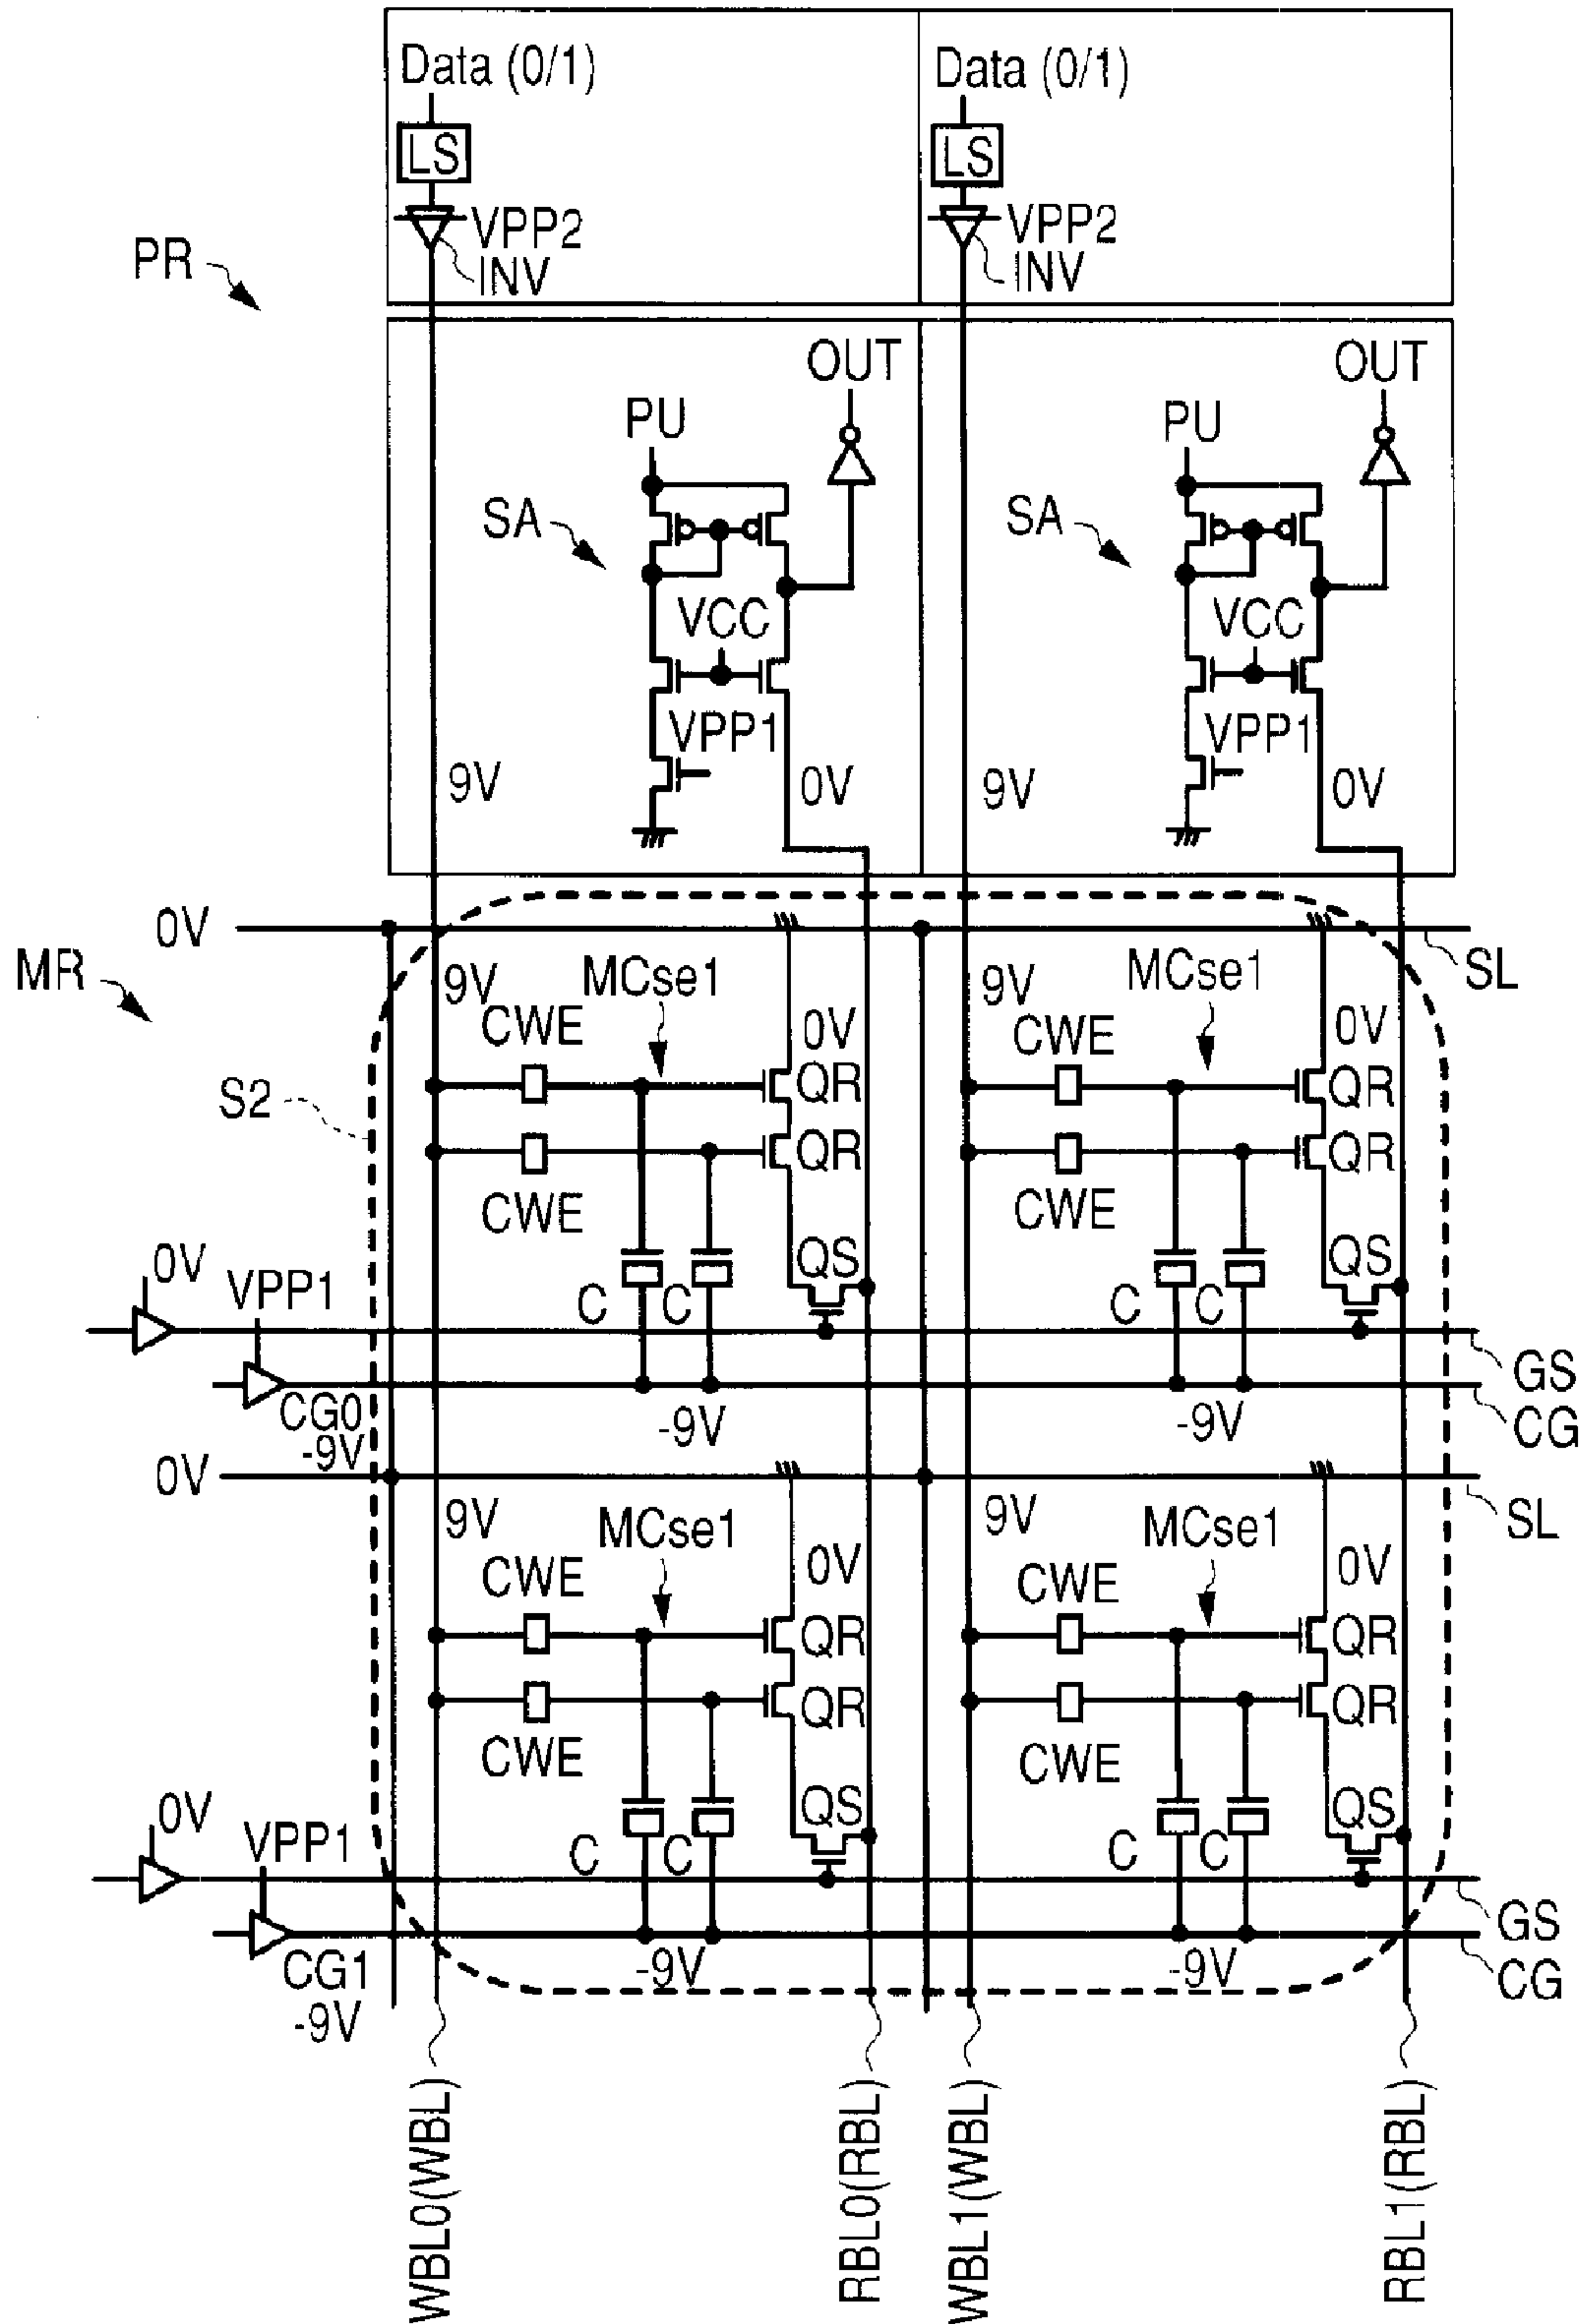 Data (0/1) Data (0/1)
LS LS
VPP2 VPP2
INV INV
PR
OUT OUT
PU PU
SA SA
VCC VCC
VPP1 VPP1
9V 0V 9V 0V
0V
MR
SL
9V MCse1 9V MCse1
CWE 0V CWE 0V
QR QR
S2
QR QR
CWE CWE
0V QS QS
VPP1
C C C C
GS
CG0 -9V -9V CG
-9V
0V
SL
9V MCse1 9V MCse1
CWE 0V CWE 0V
QR QR
QR QR
CWE CWE
0V QS QS
VPP1
C C C C
GS
CG1 -9V -9V CG
-9V
WBL0(WBL)
RBL0(RBL)
WBL1(WBL)
RBL1(RBL)